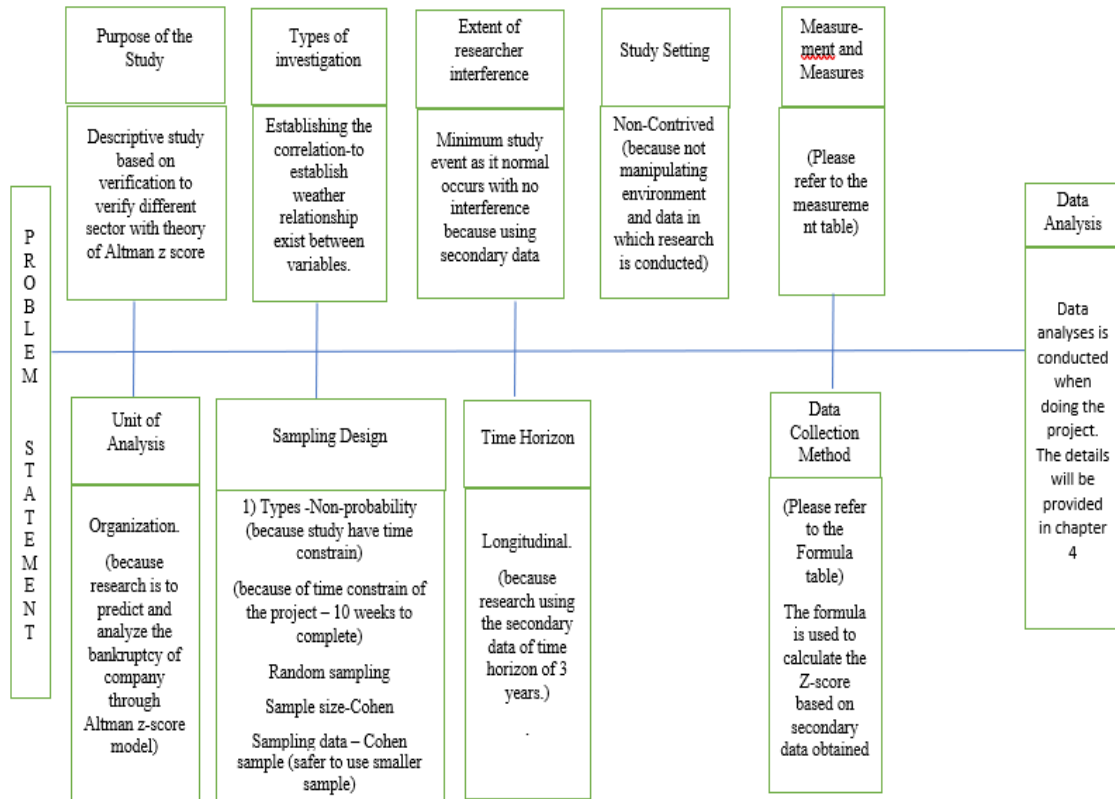 Purpose of the
Study
Descriptive study
based on
verification to
verify different
sector with theory
of Altman z score
Types of
investigation
Establishing the
correlation-to
establish
weather
relationship
exist between
variables.
Extent of
researcher
interference
Minimum study
event as it normal
occurs with no
interference
because using
secondary data
Study Setting
Non-Contrived
(because not
manipulating
environment
and data in
which research
is conducted)
Measure-
ment and
Measures
(Please
refer to the
measureme
nt table)
Data
Analysis
Data
analyses is
conducted
when
doing the
project.
The details
will be
provided
in chapter
4
P
R
O
B
L
E
M
S
T
A
T
E
M
E
N
T
Unit of
Analysis
Organization.
(because
research is to
predict and
analyze the
bankruptcy of
company
through
Altman z-score
model)
Sampling Design
1) Types -Non-probability
(because study have time
constrain)
(because of time constrain of
the project – 10 weeks to
complete)
Random sampling
Sample size-Cohen
Sampling data – Cohen
sample (safer to use smaller
sample)
Time Horizon
Longitudinal.
(because
research using
the secondary
data of time
horizon of 3
years.)
.
Data
Collection
Method
(Please refer
to the
Formula
table)
The formula
is used to
calculate the
Z-score
based on
secondary
data obtained